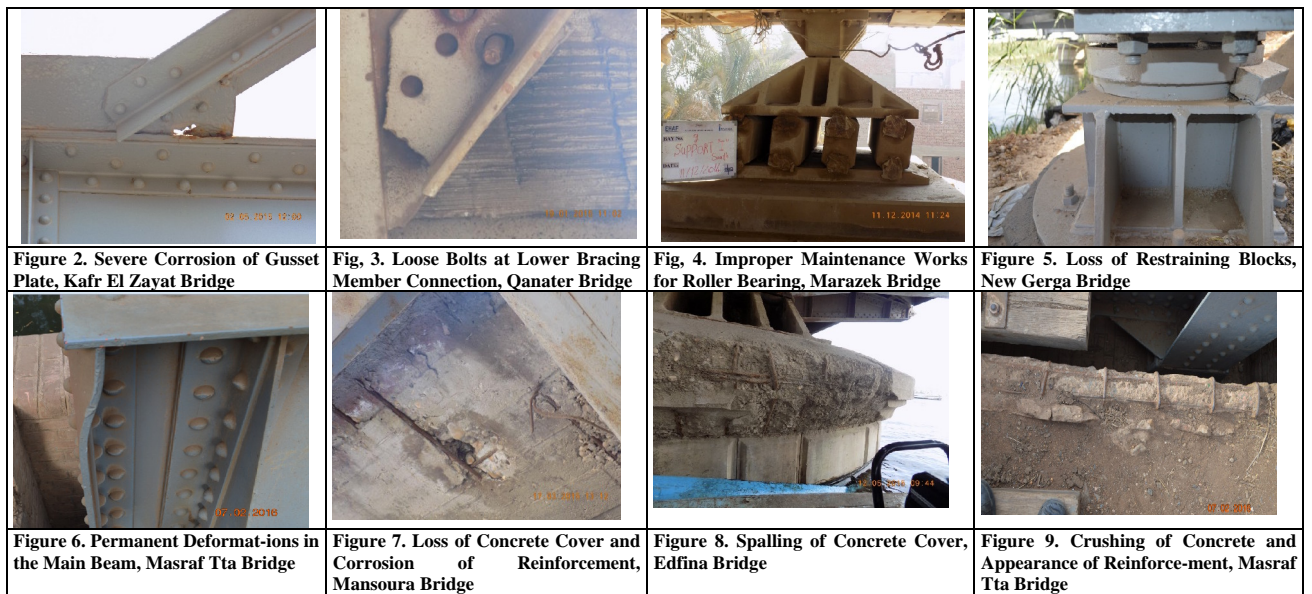 11.12.2014 11:24
Figure 2. Severe Corrosion of Gusset
Plate, Kafr El Zayat Bridge
Fig, 3. Loose Bolts at Lower Bracing
Member Connection, Qanater Bridge
Fig, 4. Improper Maintenance Works
for Roller Bearing, Marazek Bridge
Figure 5. Loss of Restraining Blocks,
New Gerga Bridge
Figure 6. Permanent Deformat-ions in
the Main Beam, Masraf Tta Bridge
Figure 7. Loss of Concrete Cover and
Corrosion of Reinforcement,
Mansoura Bridge
Figure 8. Spalling of Concrete Cover,
Edfina Bridge
Figure 9. Crushing of Concrete and
Appearance of Reinforce-ment, Masraf
Tta Bridge